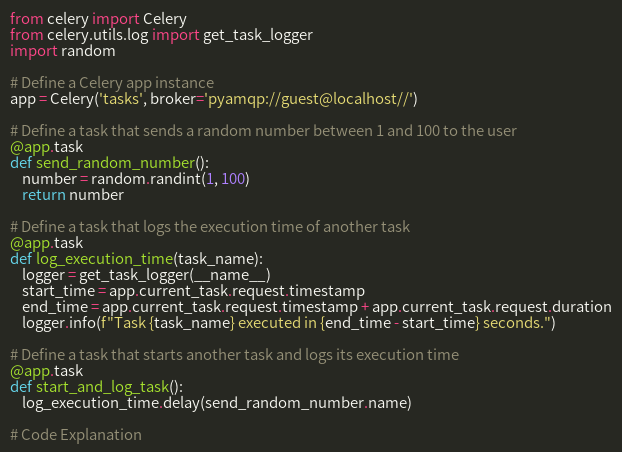 from celery import Celery
from celery.utils.log import get_task_logger
import random

# Define a Celery app instance
app = Celery('tasks', broker='pyamqp://guest@localhost//')

# Define a task that sends a random number between 1 and 100 to the user
@app.task
def send_random_number():
    number = random.randint(1, 100)
    return number

# Define a task that logs the execution time of another task
@app.task
def log_execution_time(task_name):
    logger = get_task_logger(__name__)
    start_time = app.current_task.request.timestamp
    end_time = app.current_task.request.timestamp + app.current_task.request.duration
    logger.info(f"Task {task_name} executed in {end_time - start_time} seconds.")

# Define a task that starts another task and logs its execution time
@app.task
def start_and_log_task():
    log_execution_time.delay(send_random_number.name)

# Code Explanation